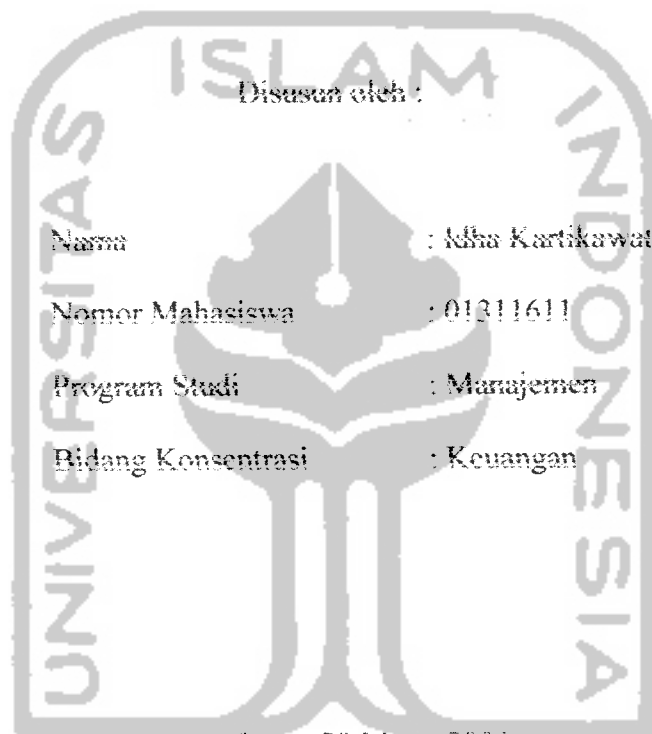 UNIVERSITAS ISLAM INDONESIA
Disusun oleh :
Nama : Idha Kartikawat
Nomor Mahasiswa : 01311611
Program Studi : Manajemen
Bidang Konsentrasi : Keuangan